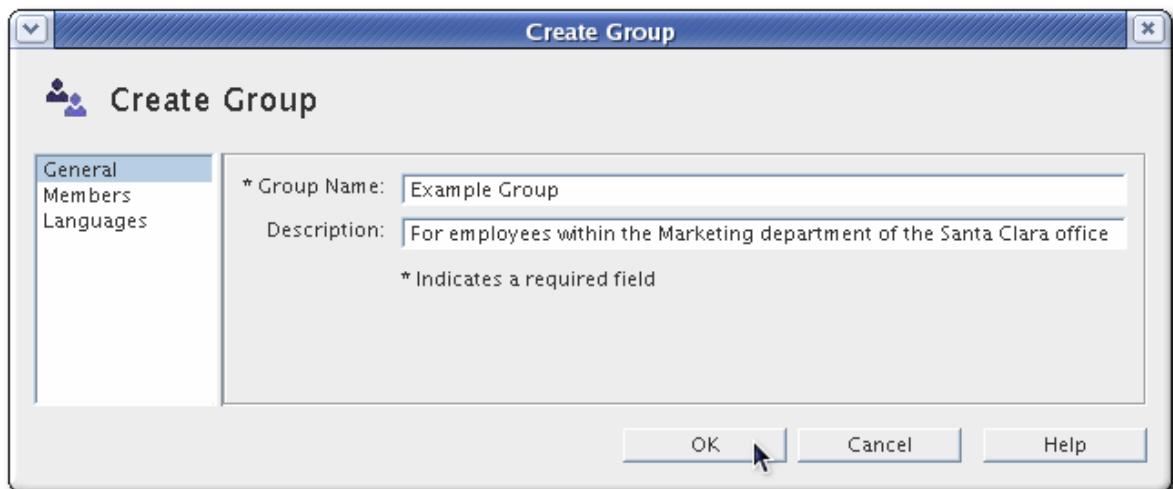 Create Group
Create Group
General
Members
Languages
* Group Name: Example Group
Description: For employees within the Marketing department of the Santa Clara office
* Indicates a required field
OK Cancel Help